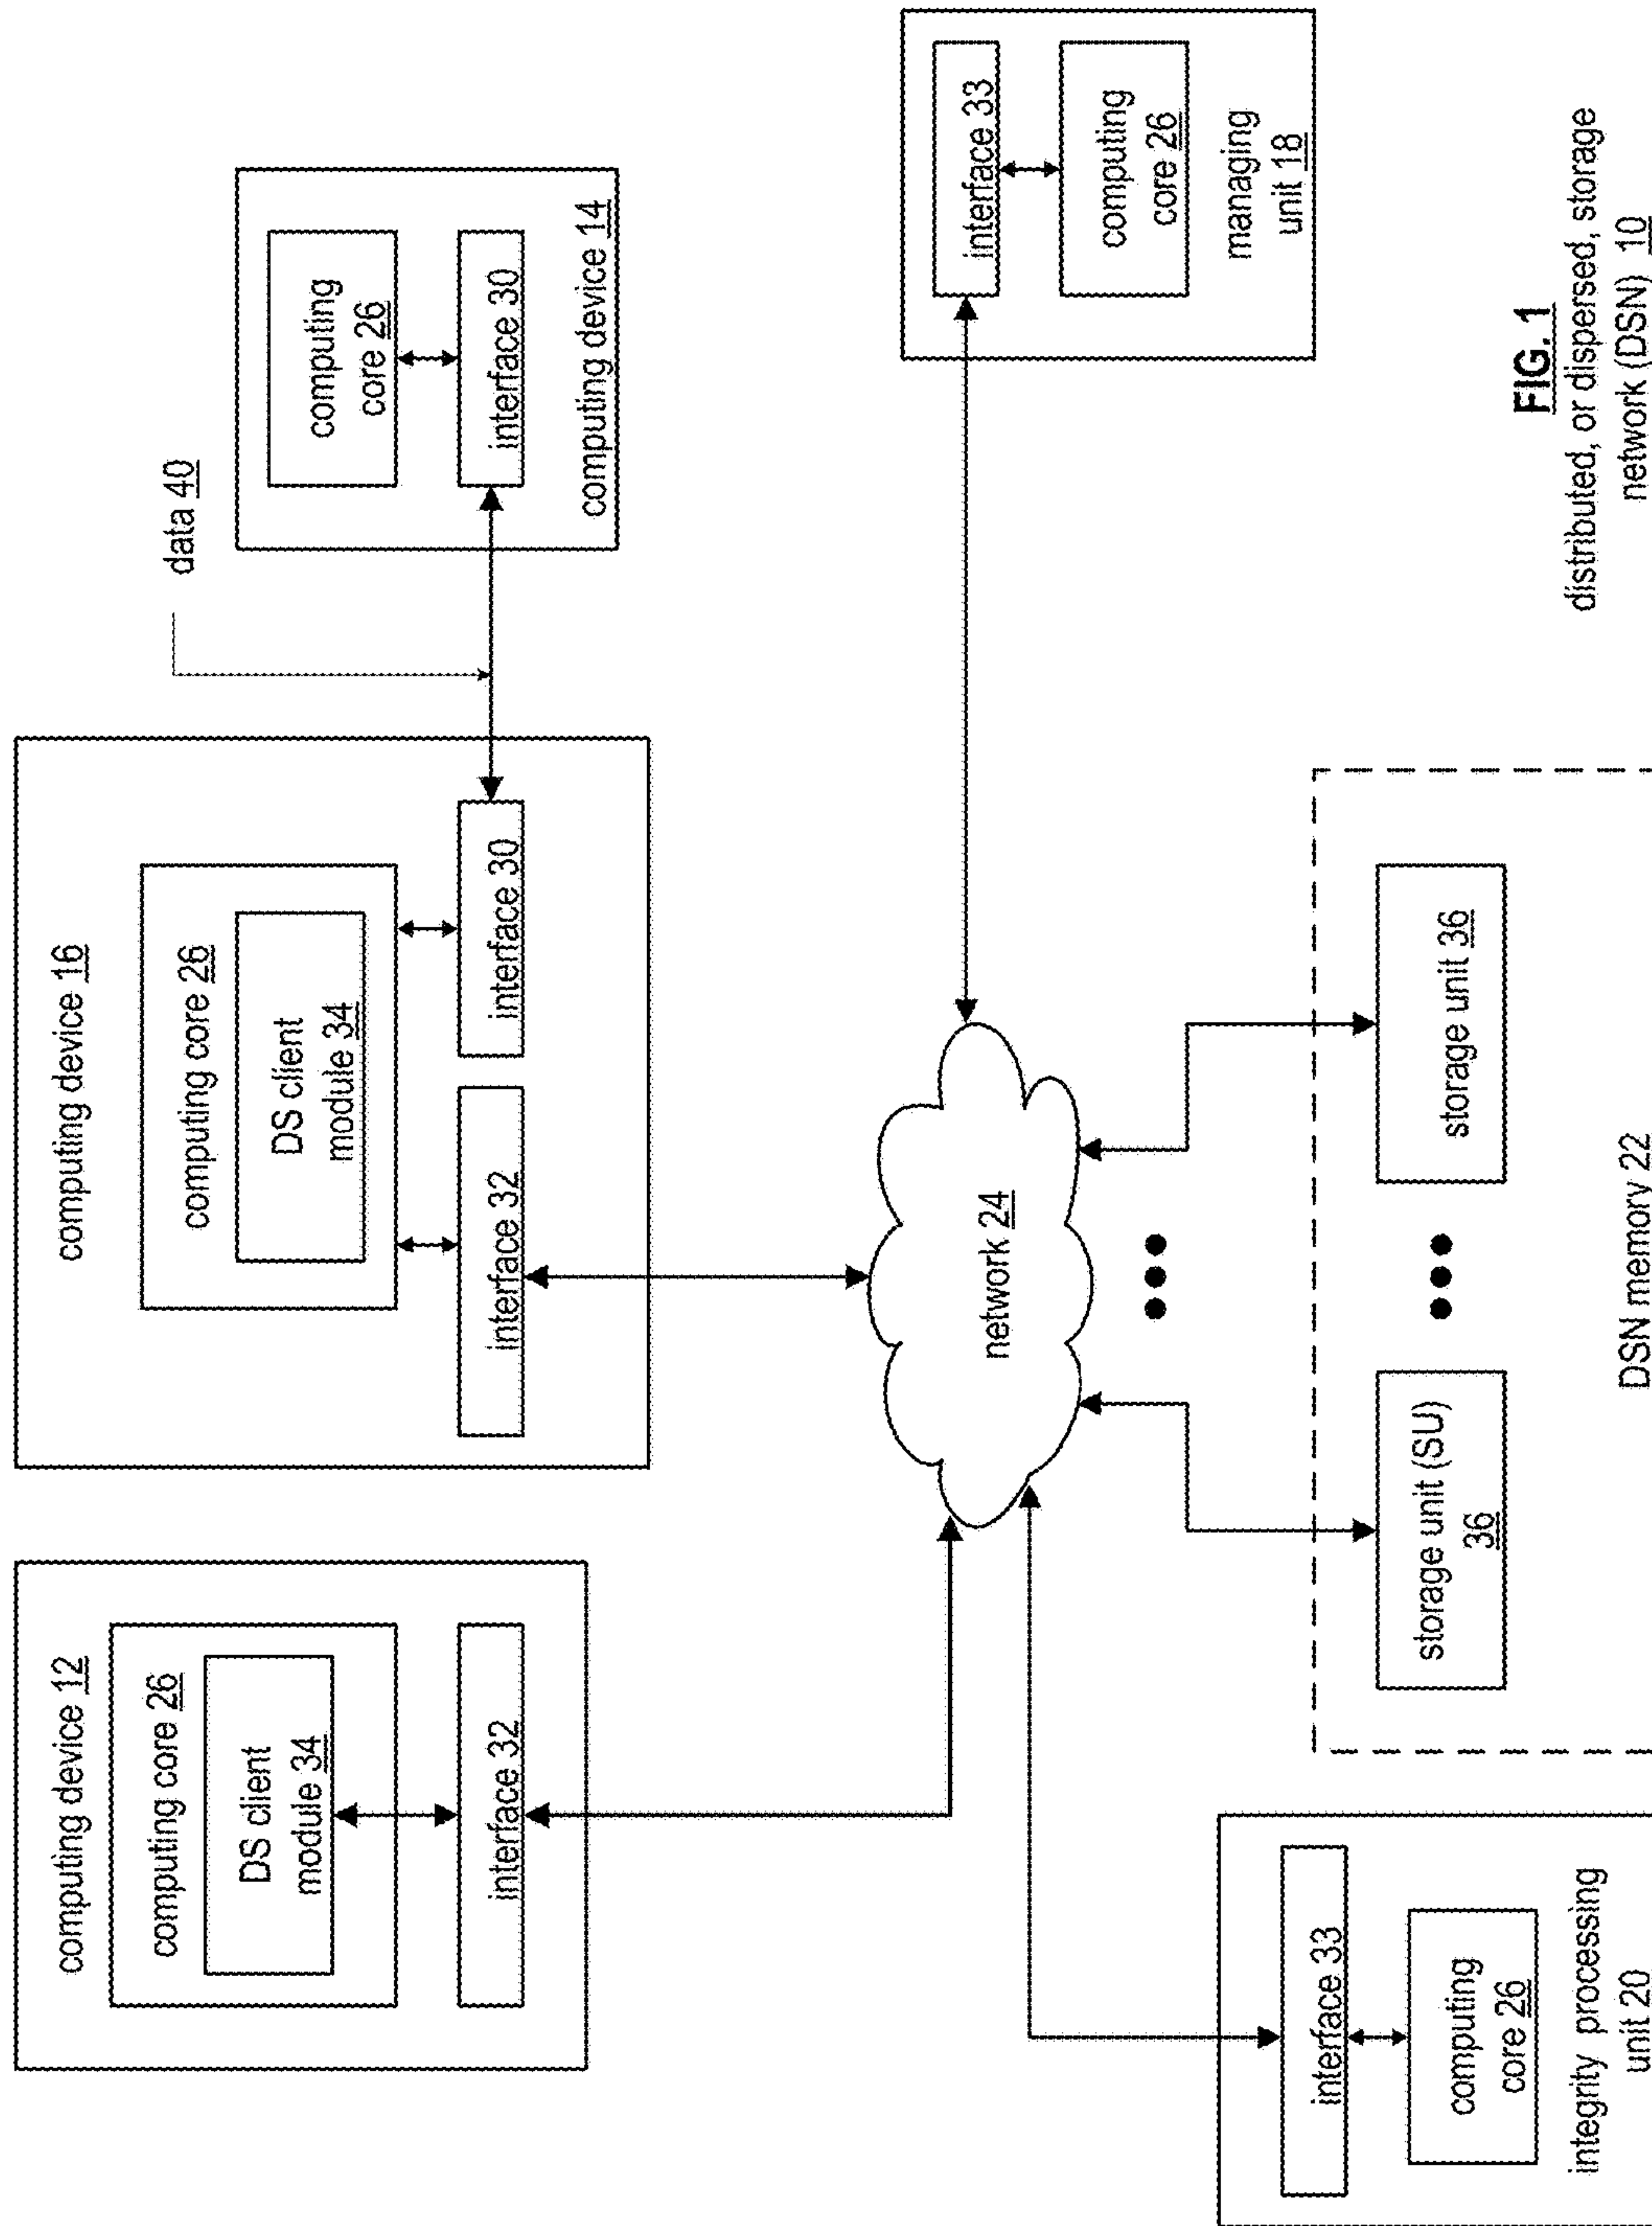 computing device 12
computing core 26
DS client
module 34
interface 32
computing device 16
computing core 26
DS client
module 34
interface 32
interface 30
data 40
computing
core 26
interface 30
computing device 14
network 24
interface 33
computing
core 26
managing
unit 18
interface 33
computing
core 26
integrity processing
unit 20
storage unit (SU)
36
storage unit 36
DSN memory 22
FIG. 1
distributed, or dispersed, storage
network (DSN) 10